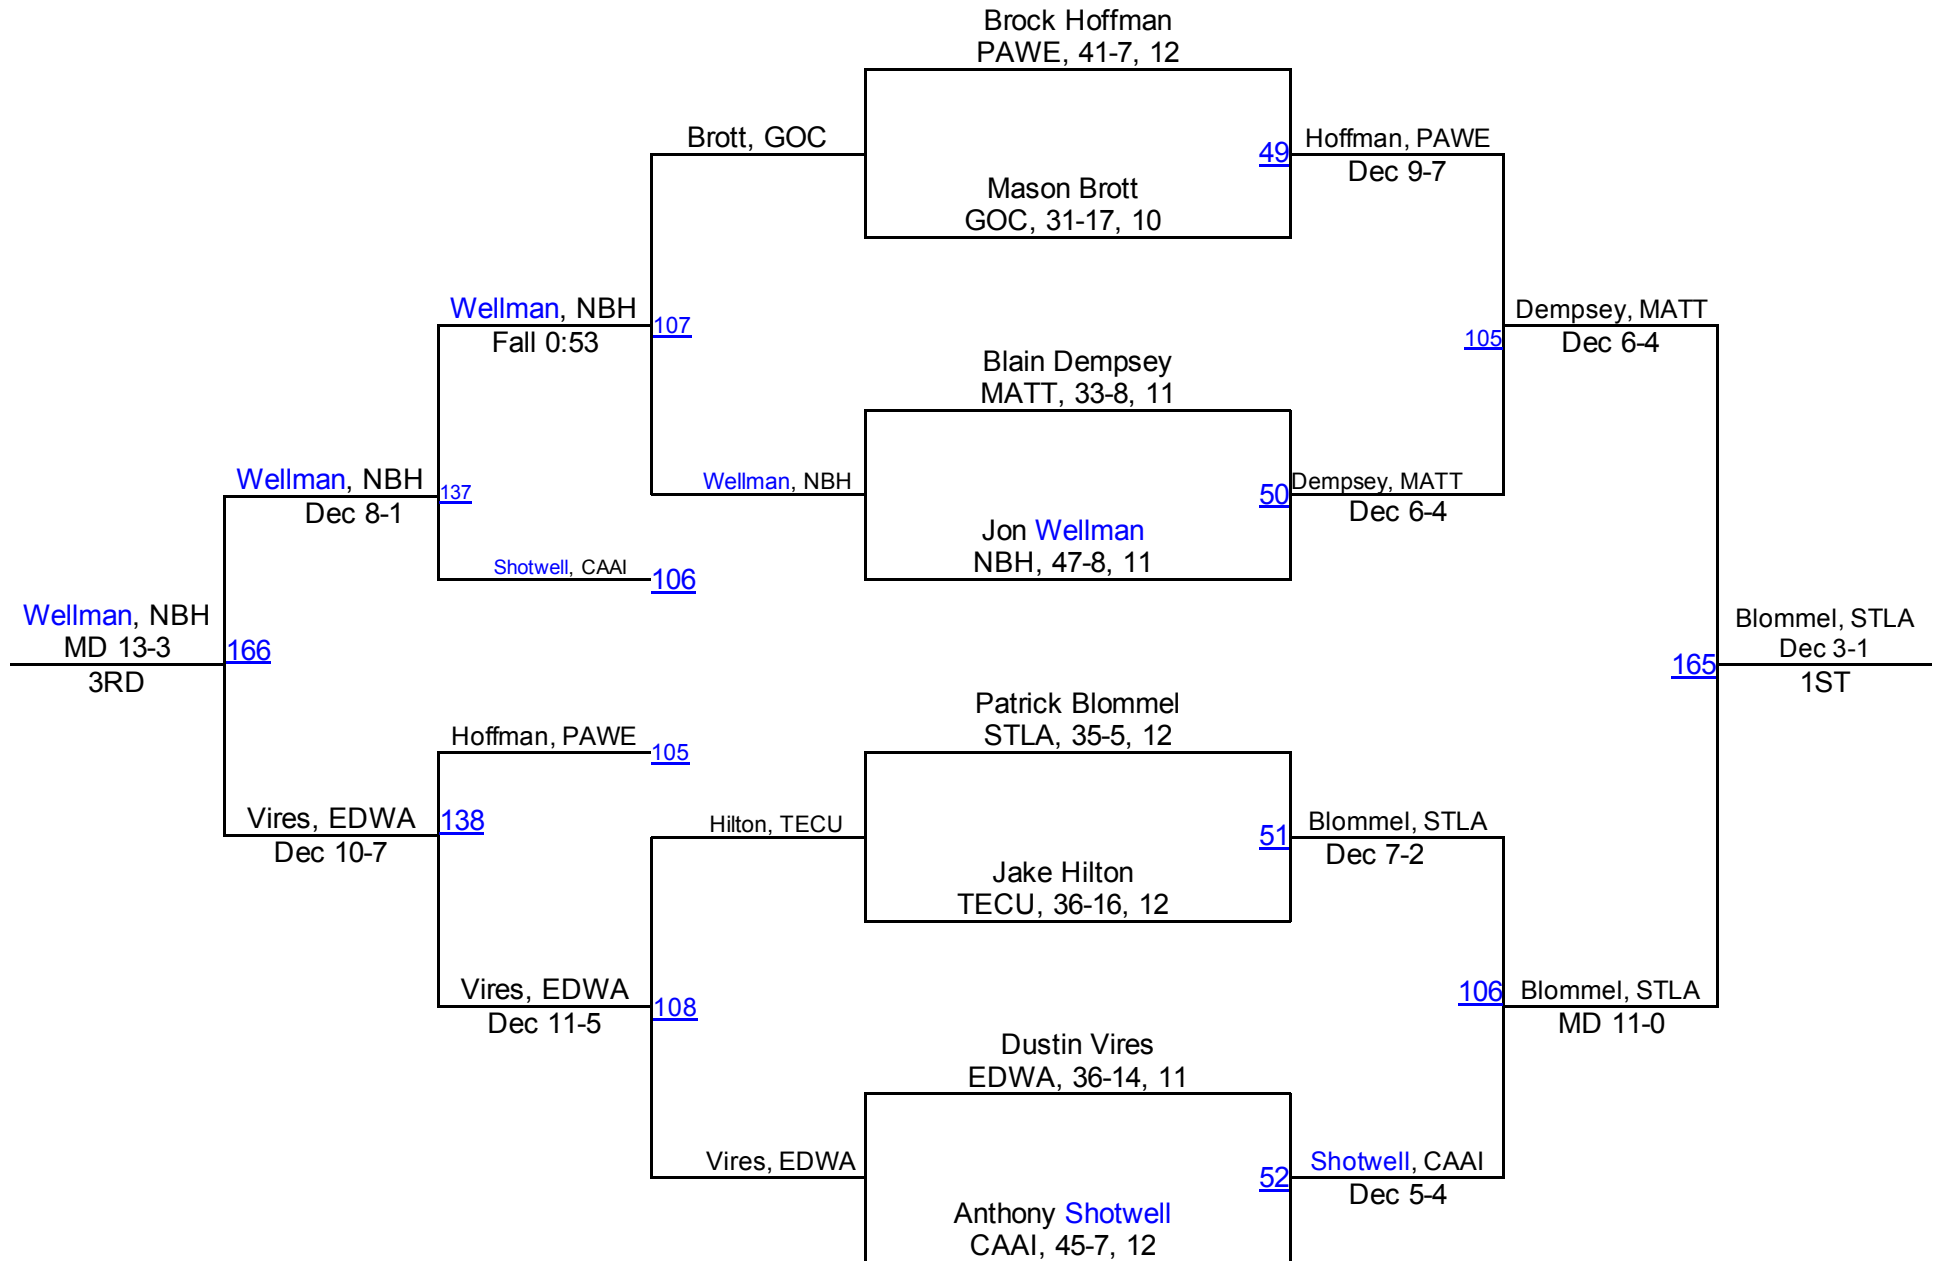 Brock Hoffman
PAWE, 41-7, 12
Brott, GOC
49
Hoffman, PAWE
Dec 9-7
Mason Brott
GOC, 31-17, 10
Wellman, NBH
Fall 0:53
107
105
Dempsey, MATT
Dec 6-4
Blain Dempsey
MATT, 33-8, 11
Wellman, NBH
Dec 8-1
137
Wellman, NBH
50
Dempsey, MATT
Dec 6-4
Jon Wellman
NBH, 47-8, 11
Shotwell, CAAI
106
Wellman, NBH
MD 13-3
3RD
166
165
Blommel, STLA
Dec 3-1
1ST
Patrick Blommel
STLA, 35-5, 12
Hoffman, PAWE
105
Vires, EDWA
Dec 10-7
138
Hilton, TECU
51
Blommel, STLA
Dec 7-2
Jake Hilton
TECU, 36-16, 12
Vires, EDWA
Dec 11-5
108
106
Blommel, STLA
MD 11-0
Dustin Vires
EDWA, 36-14, 11
Vires, EDWA
52
Shotwell, CAAI
Dec 5-4
Anthony Shotwell
CAAI, 45-7, 12